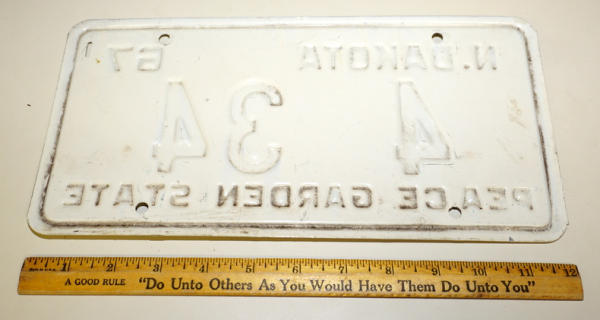 N. DAKOTA 67
4 34
PEACE GARDEN STATE
1 2 3 4 5 6 7 8 9 10 11 12
A GOOD RULE "Do Unto Others As You Would Have Them Do Unto You"